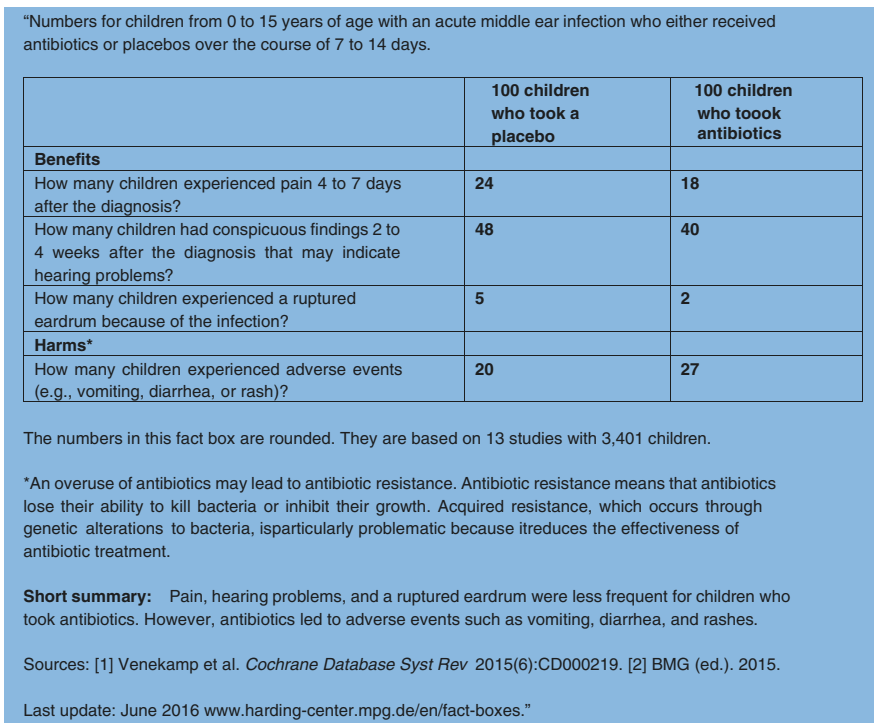 “Numbers for children from 0 to 15 years of age with an acute middle ear infection who either received
antibiotics or placebos over the course of 7 to 14 days.
100 children
who took a
placebo
100 children
who toook
antibiotics
Benefits
How many children experienced pain 4 to 7 days
after the diagnosis?
24
18
How many children had conspicuous findings 2 to
4 weeks after the diagnosis that may indicate
hearing problems?
48
40
How many children experienced a ruptured
eardrum because of the infection?
5
2
Harms*
How many children experienced adverse events
(e.g., vomiting, diarrhea, or rash)?
20
27
The numbers in this fact box are rounded. They are based on 13 studies with 3,401 children.
*An overuse of antibiotics may lead to antibiotic resistance. Antibiotic resistance means that antibiotics
lose their ability to kill bacteria or inhibit their growth. Acquired resistance, which occurs through
genetic alterations to bacteria, isparticularly problematic because itreduces the effectiveness of
antibiotic treatment.
Short summary: Pain, hearing problems, and a ruptured eardrum were less frequent for children who
took antibiotics. However, antibiotics led to adverse events such as vomiting, diarrhea, and rashes.
Sources: [1] Venekamp et al. Cochrane Database Syst Rev 2015(6):CD000219. [2] BMG (ed.). 2015.
Last update: June 2016 www.harding-center.mpg.de/en/fact-boxes.”